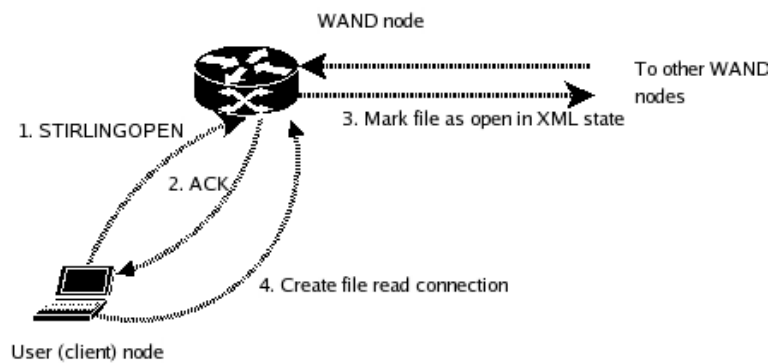 WAND node
To other WAND
nodes
3. Mark file as open in XML state
1. STIRLINGOPEN
2. ACK
4. Create file read connection
User (client) node